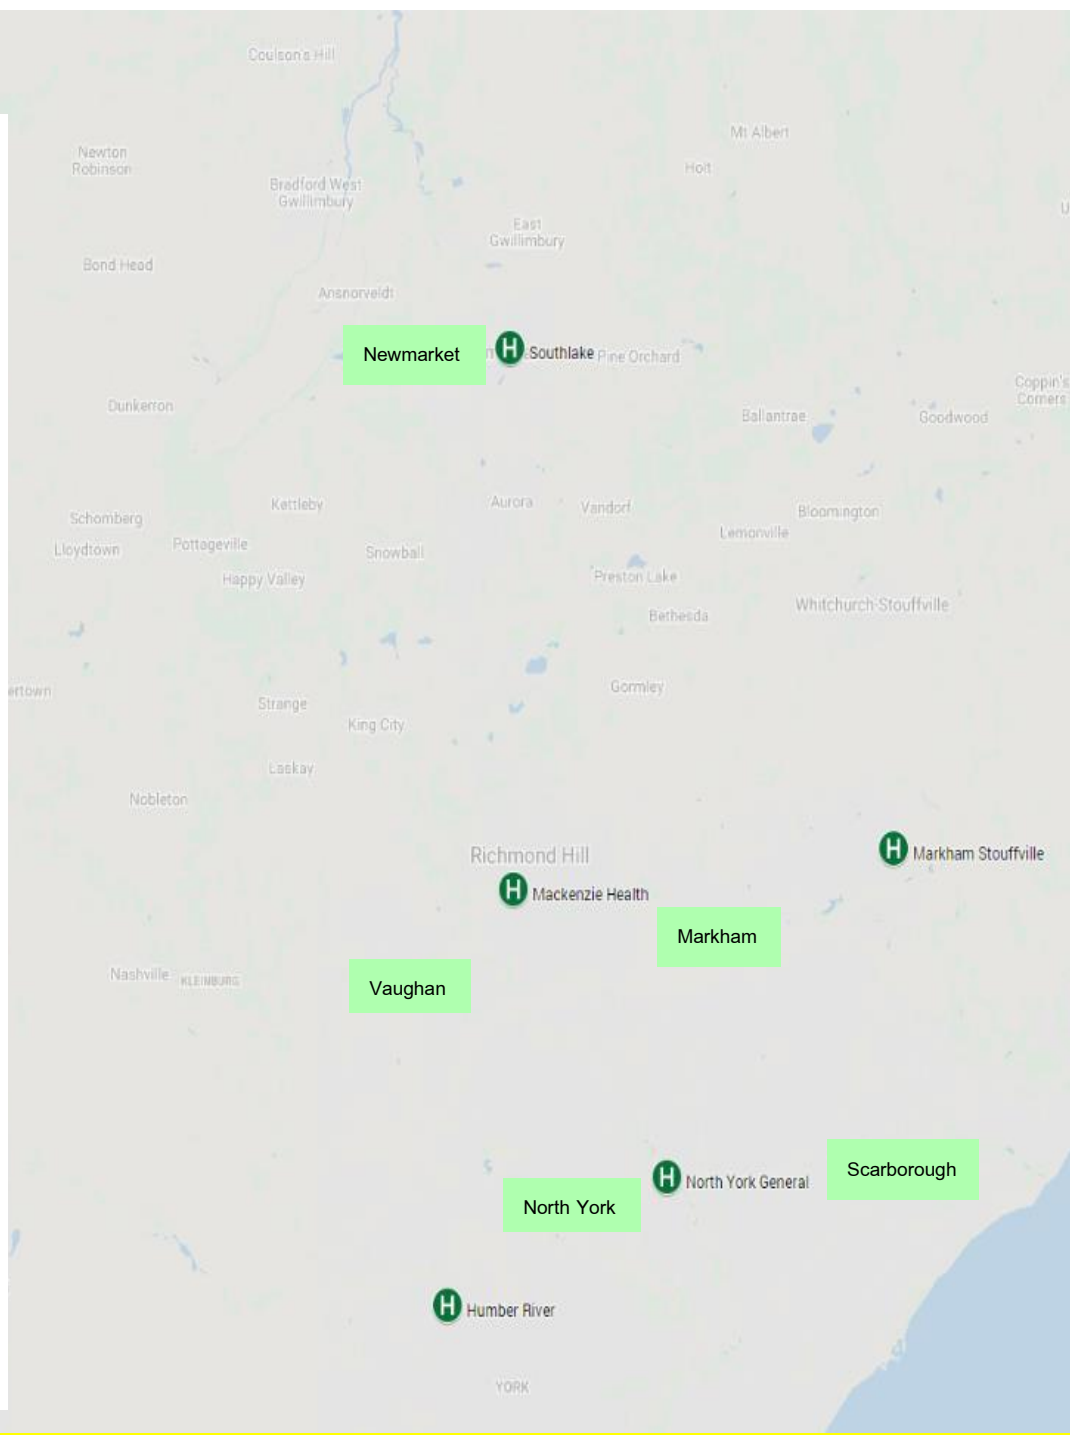 Coulson's Hill
Mt Albert
Newton
Robinson
Holt
Bradford West
Gwillimbury
East
Gwillimbury
Bond Head
Ansnorveldt
Newmarket
H Southlake
Pine Orchard
Coppin's
Corners
Dunkerron
Ballantrae
Goodwood
Kettleby
Aurora
Vandorf
Bloomington
Schomberg
Lemonville
Lloydtown
Pottageville
Snowball
Happy Valley
Preston Lake
Whitchurch-Stouffville
Bethesda
ertown
Gormley
Strange
King City
Laskay
Nobleton
Richmond Hill
H Markham Stouffville
H Mackenzie Health
Markham
Nashville
KLEINBURG
Vaughan
Scarborough
H North York General
North York
H Humber River
YORK